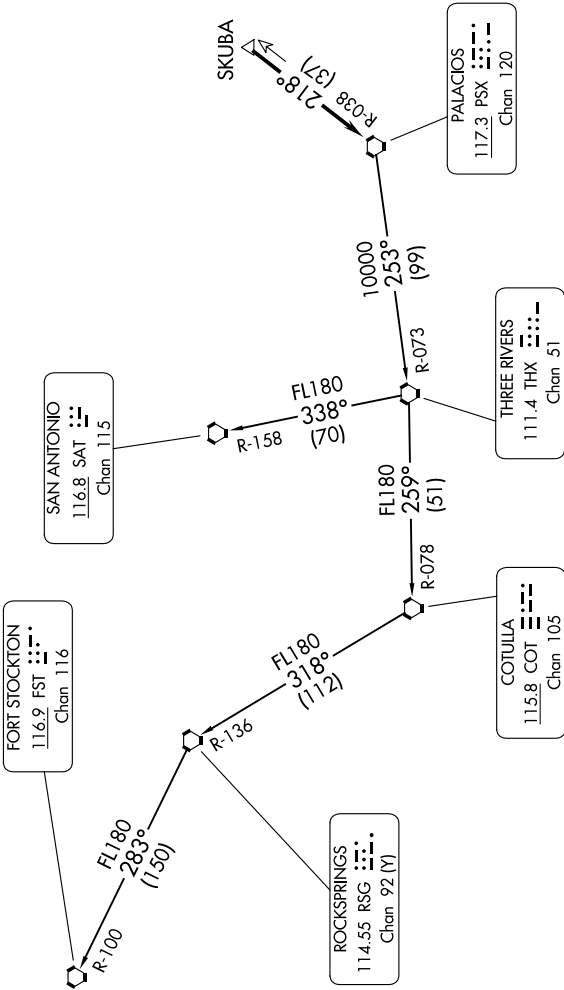 SKUBA
218°
(37)
R-038
PALACIOS
117.3 PSX
Chan 120
10000
253°
(99)
R-073
THREE RIVERS
111.4 THX
Chan 51
FL180
338°
(70)
R-158
SAN ANTONIO
116.8 SAT
Chan 115
FL180
259°
(51)
R-078
COTULLA
115.8 COT
Chan 105
FL180
318°
(112)
R-136
ROCKSPRINGS
114.55 RSG
Chan 92 (Y)
FL180
283°
(150)
R-100
FORT STOCKTON
116.9 FST
Chan 116